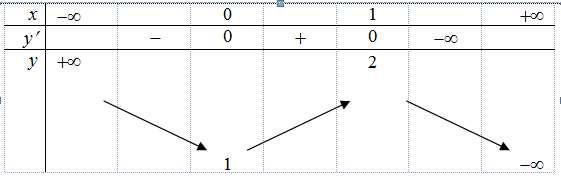 x −∞ 0 1 +∞
y′ − 0 + 0 −∞
y +∞ 2
1 −∞